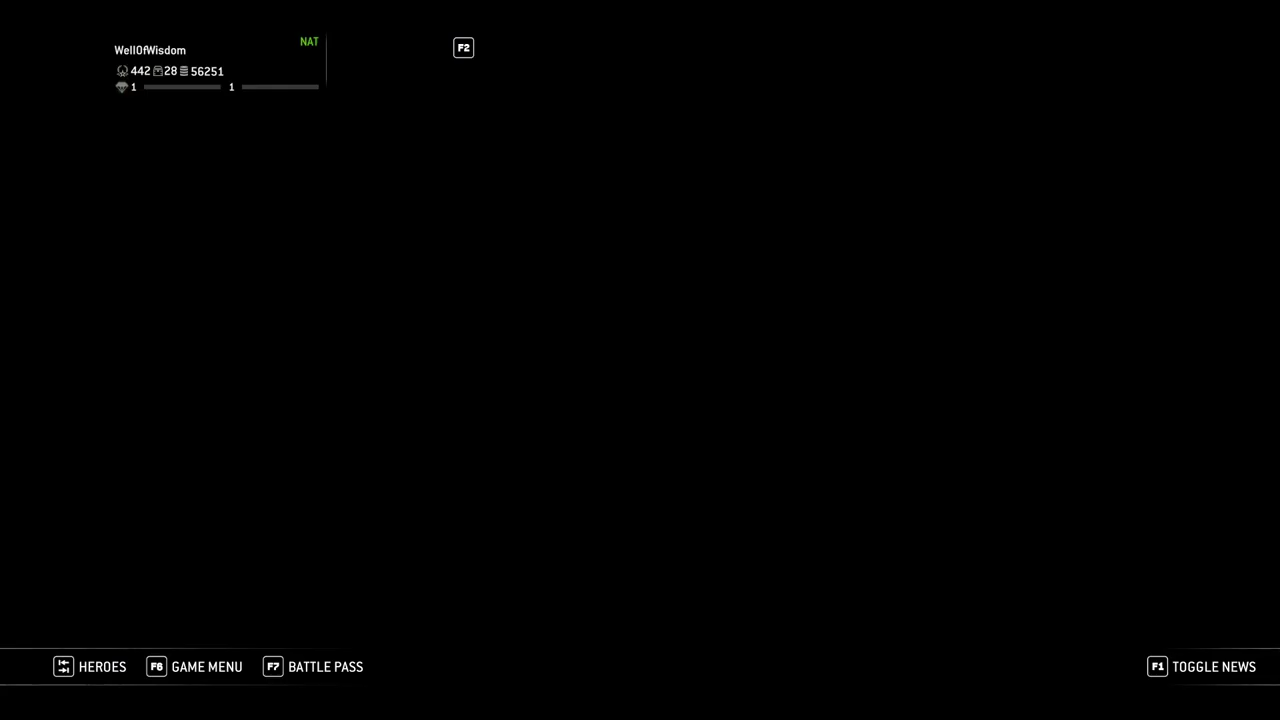 NAT
WellOfWisdom
F2
442 28 56251
1 1
HEROES F6 GAME MENU F7 BATTLE PASS F1 TOGGLE NEWS